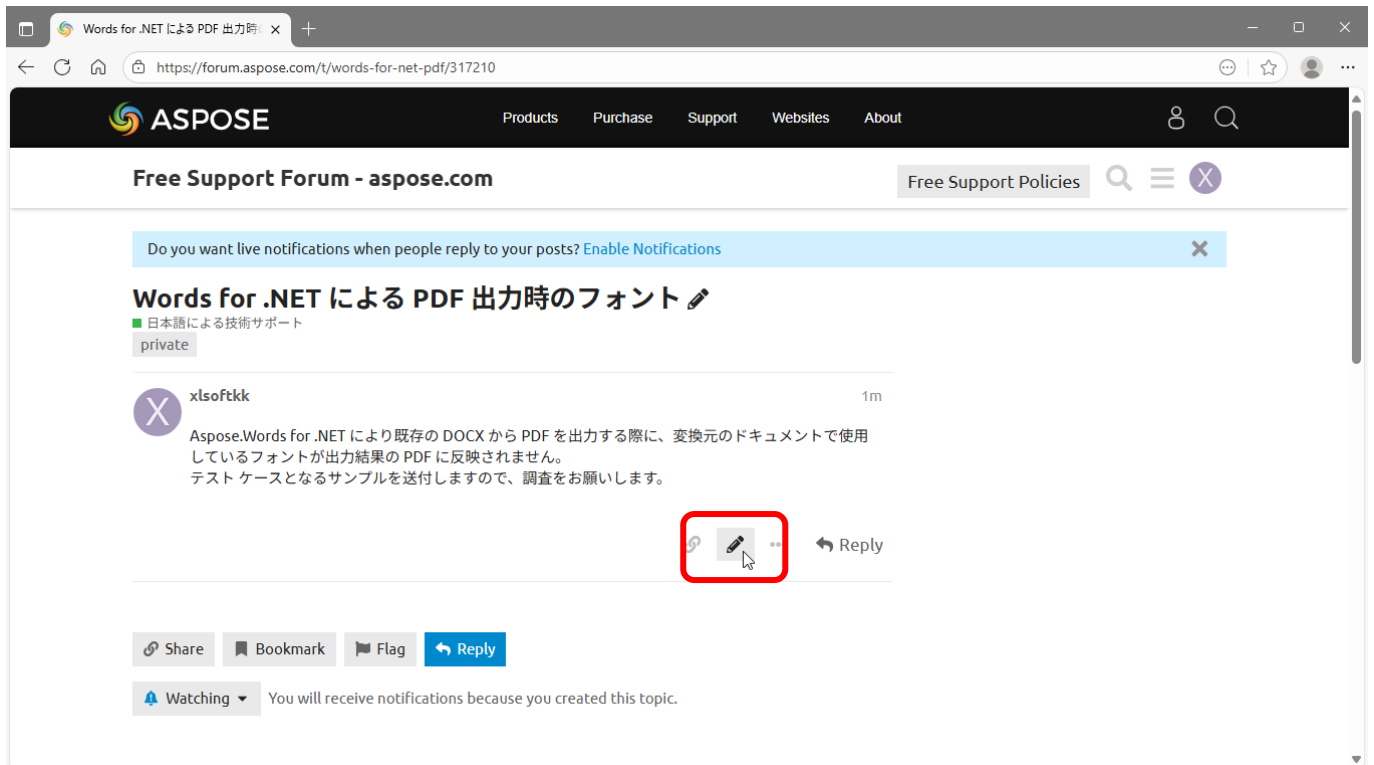 Words for .NET による PDF 出力時
https://forum.aspose.com/t/words-for-net-pdf/317210
ASPOSE
Products Purchase Support Websites About
Free Support Forum - aspose.com
Free Support Policies
X
Do you want live notifications when people reply to your posts? Enable Notifications
Words for .NET による PDF 出力時のフォント
日本語による技術サポート
private
X
xlsoftkk
1m
Aspose.Words for .NET により既存の DOCX から PDF を出力する際に、変換元のドキュメントで使用
しているフォントが出力結果の PDF に反映されません。
テスト ケースとなるサンプルを送付しますので、調査をお願いします。
Reply
Share Bookmark Flag Reply
Watching You will receive notifications because you created this topic.